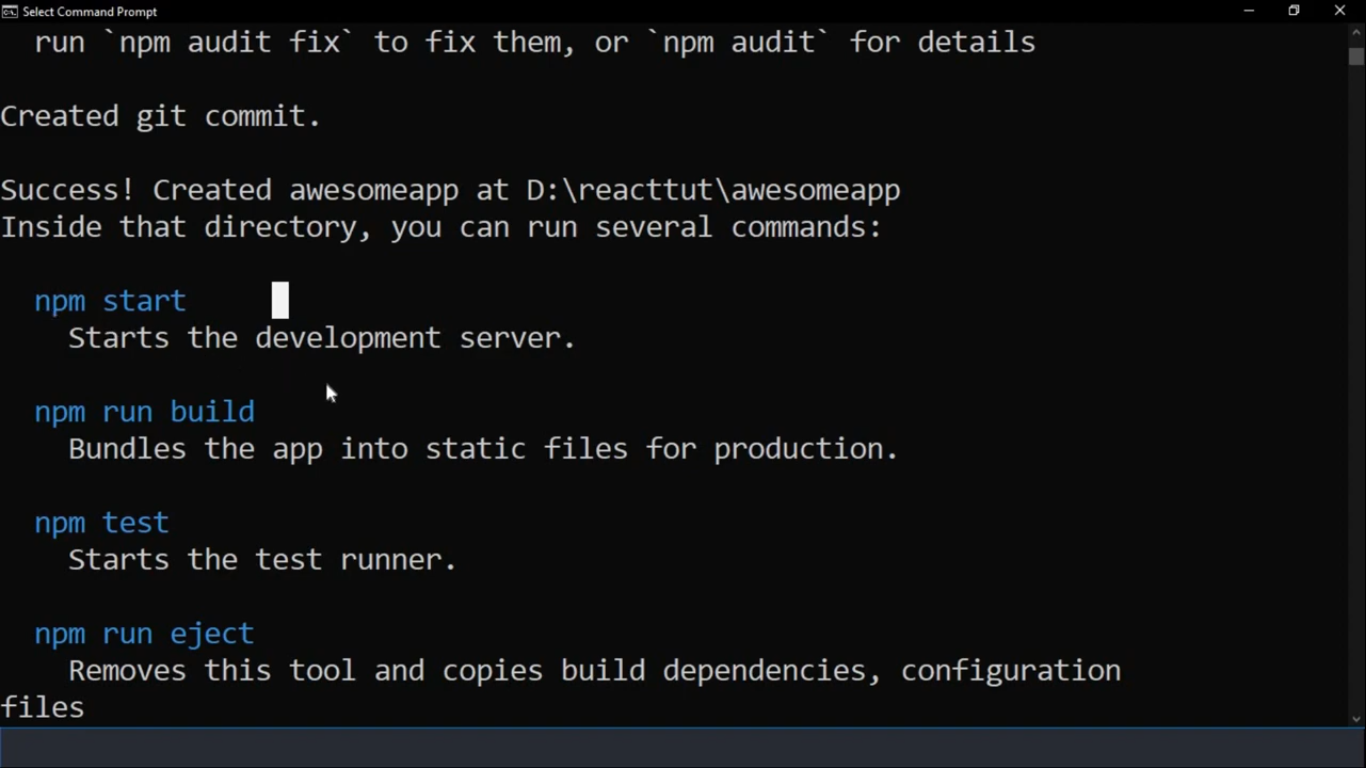 Select Command Prompt
run `npm audit fix` to fix them, or `npm audit` for details
Created git commit.
Success! Created awesomeapp at D:\reacttut\awesomeapp
Inside that directory, you can run several commands:
npm start
Starts the development server.
npm run build
Bundles the app into static files for production.
npm test
Starts the test runner.
npm run eject
Removes this tool and copies build dependencies, configuration
files